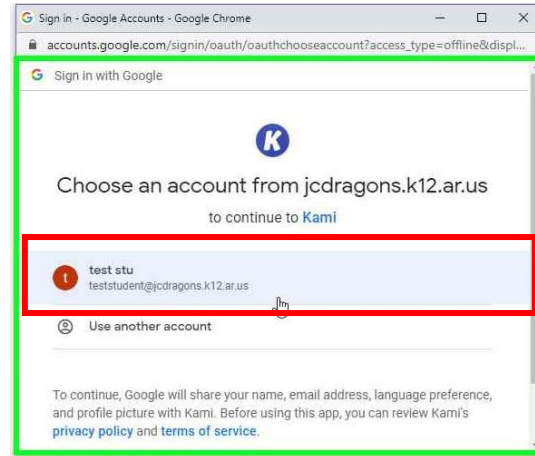 Sign in - Google Accounts - Google Chrome
accounts.google.com/signin/oauth/oauthchooseaccount?access_type=offline&displ...
Sign in with Google
K
Choose an account from jcdragons.k12.ar.us
to continue to Kami
t
test stu
teststudent@jcdragons.k12.ar.us
Use another account
To continue, Google will share your name, email address, language preference,
and profile picture with Kami. Before using this app, you can review Kami's
privacy policy and terms of service.